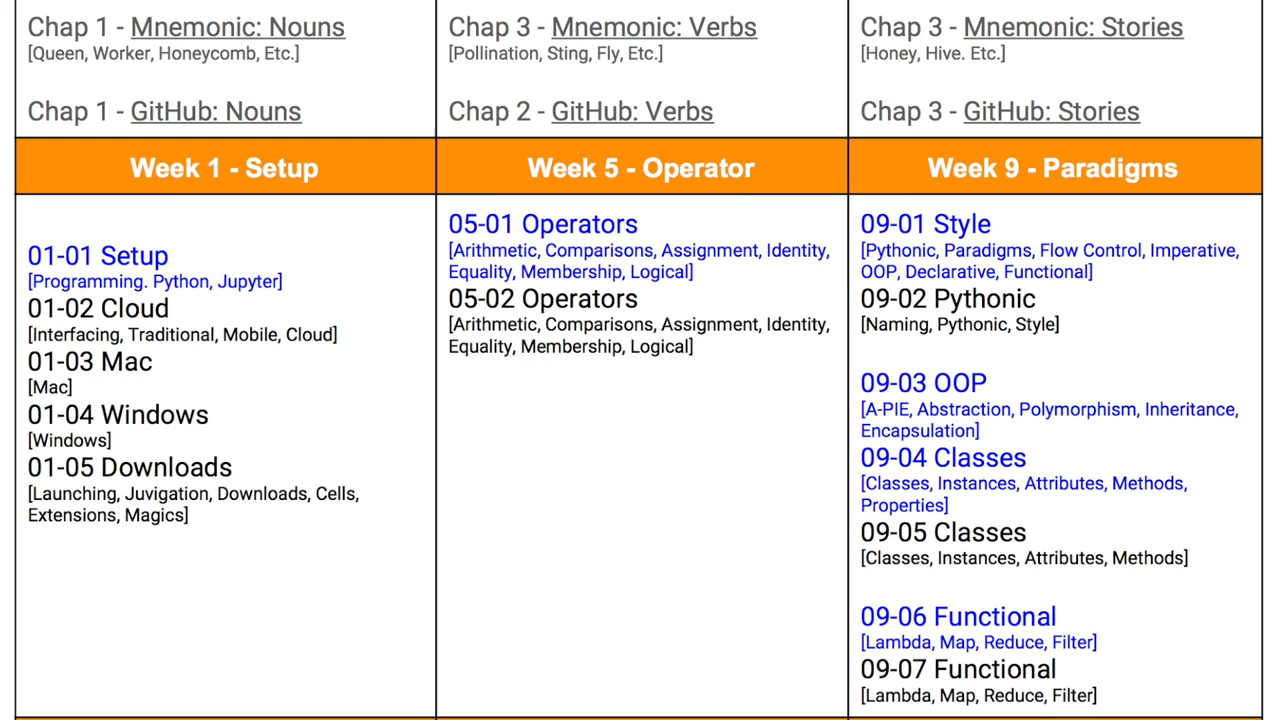 Chap 1 - Mnemonic: Nouns
[Queen, Worker, Honeycomb, Etc.]
Chap 1 - GitHub: Nouns
Chap 3 - Mnemonic: Verbs
[Pollination, Sting, Fly, Etc.]
Chap 2 - GitHub: Verbs
Chap 3 - Mnemonic: Stories
[Honey, Hive. Etc.]
Chap 3 - GitHub: Stories
Week 1 - Setup
01-01 Setup
[Programming. Python, Jupyter]
01-02 Cloud
[Interfacing, Traditional, Mobile, Cloud]
01-03 Mac
[Mac]
01-04 Windows
[Windows]
01-05 Downloads
[Launching, Juvigation, Downloads, Cells,
Extensions, Magics]
Week 5 - Operator
05-01 Operators
[Arithmetic, Comparisons, Assignment, Identity,
Equality, Membership, Logical]
05-02 Operators
[Arithmetic, Comparisons, Assignment, Identity,
Equality, Membership, Logical]
Week 9 - Paradigms
09-01 Style
[Pythonic, Paradigms, Flow Control, Imperative,
OOP, Declarative, Functional]
09-02 Pythonic
[Naming, Pythonic, Style]
09-03 OOP
[A-PIE, Abstraction, Polymorphism, Inheritance,
Encapsulation]
09-04 Classes
[Classes, Instances, Attributes, Methods,
Properties]
09-05 Classes
[Classes, Instances, Attributes, Methods]
09-06 Functional
[Lambda, Map, Reduce, Filter]
09-07 Functional
[Lambda, Map, Reduce, Filter]